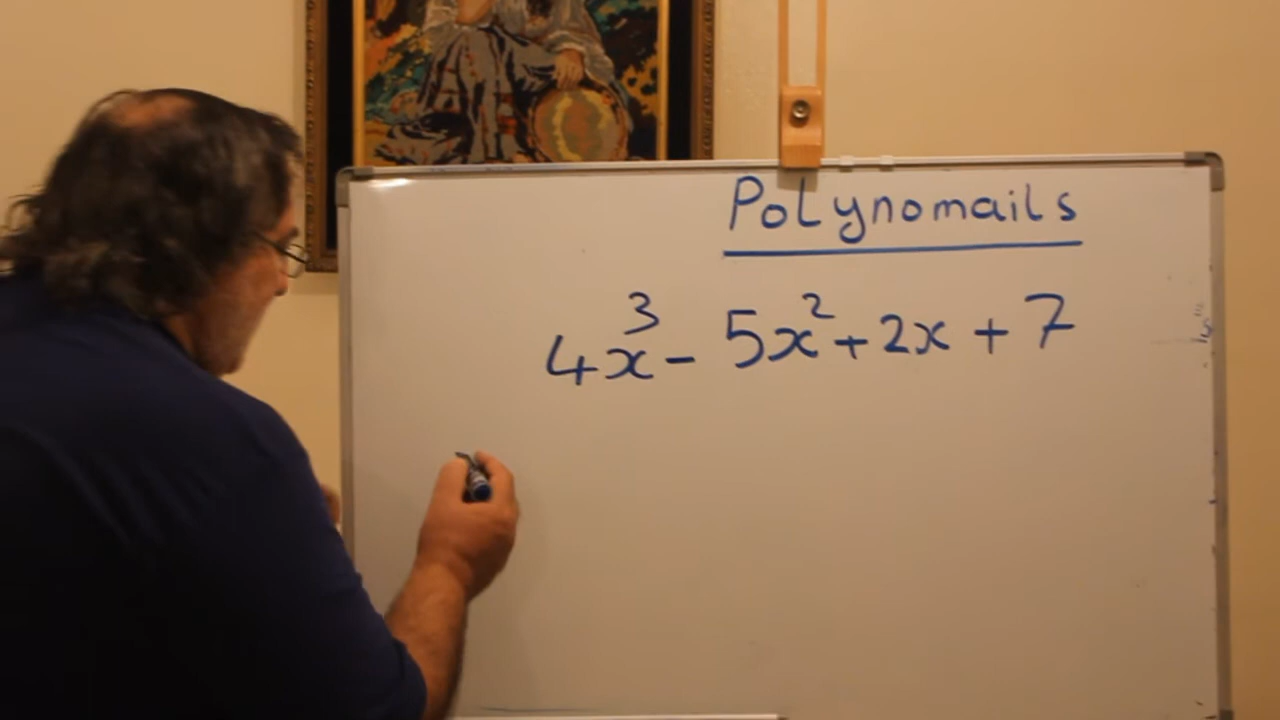 Polynomails
4x³ - 5x² + 2x + 7